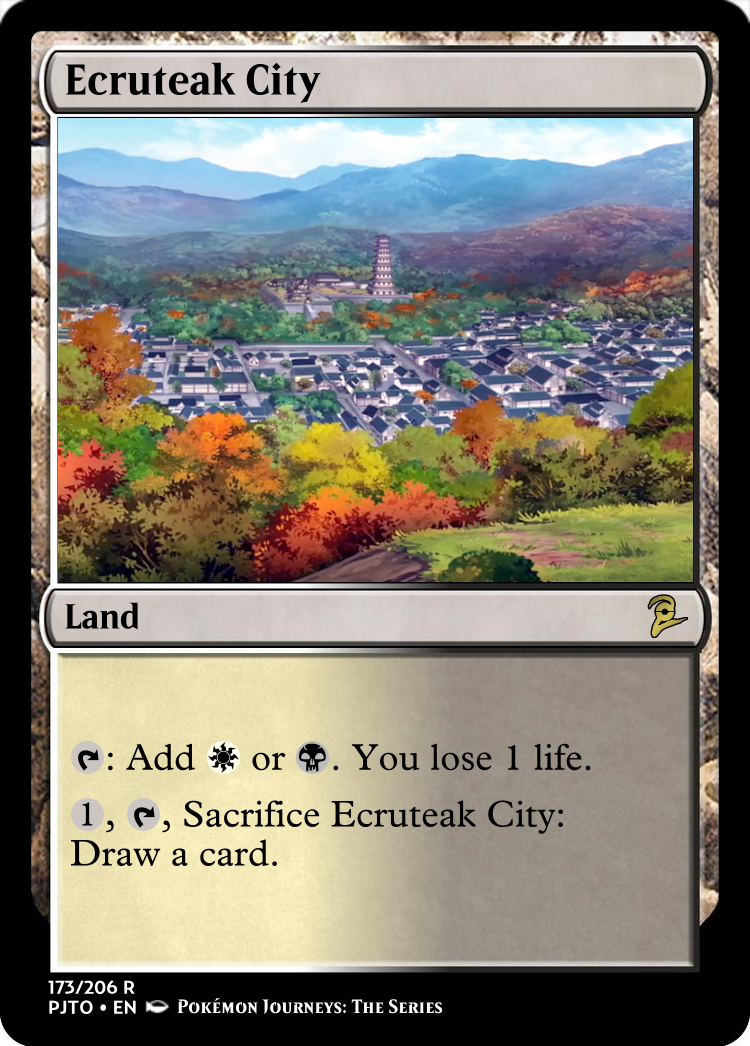 Ecruteak City
Land
: Add or . You lose 1 life.
1, , Sacrifice Ecruteak City:
Draw a card.
173/206 R
PJTO • EN Pokémon Journeys: The Series